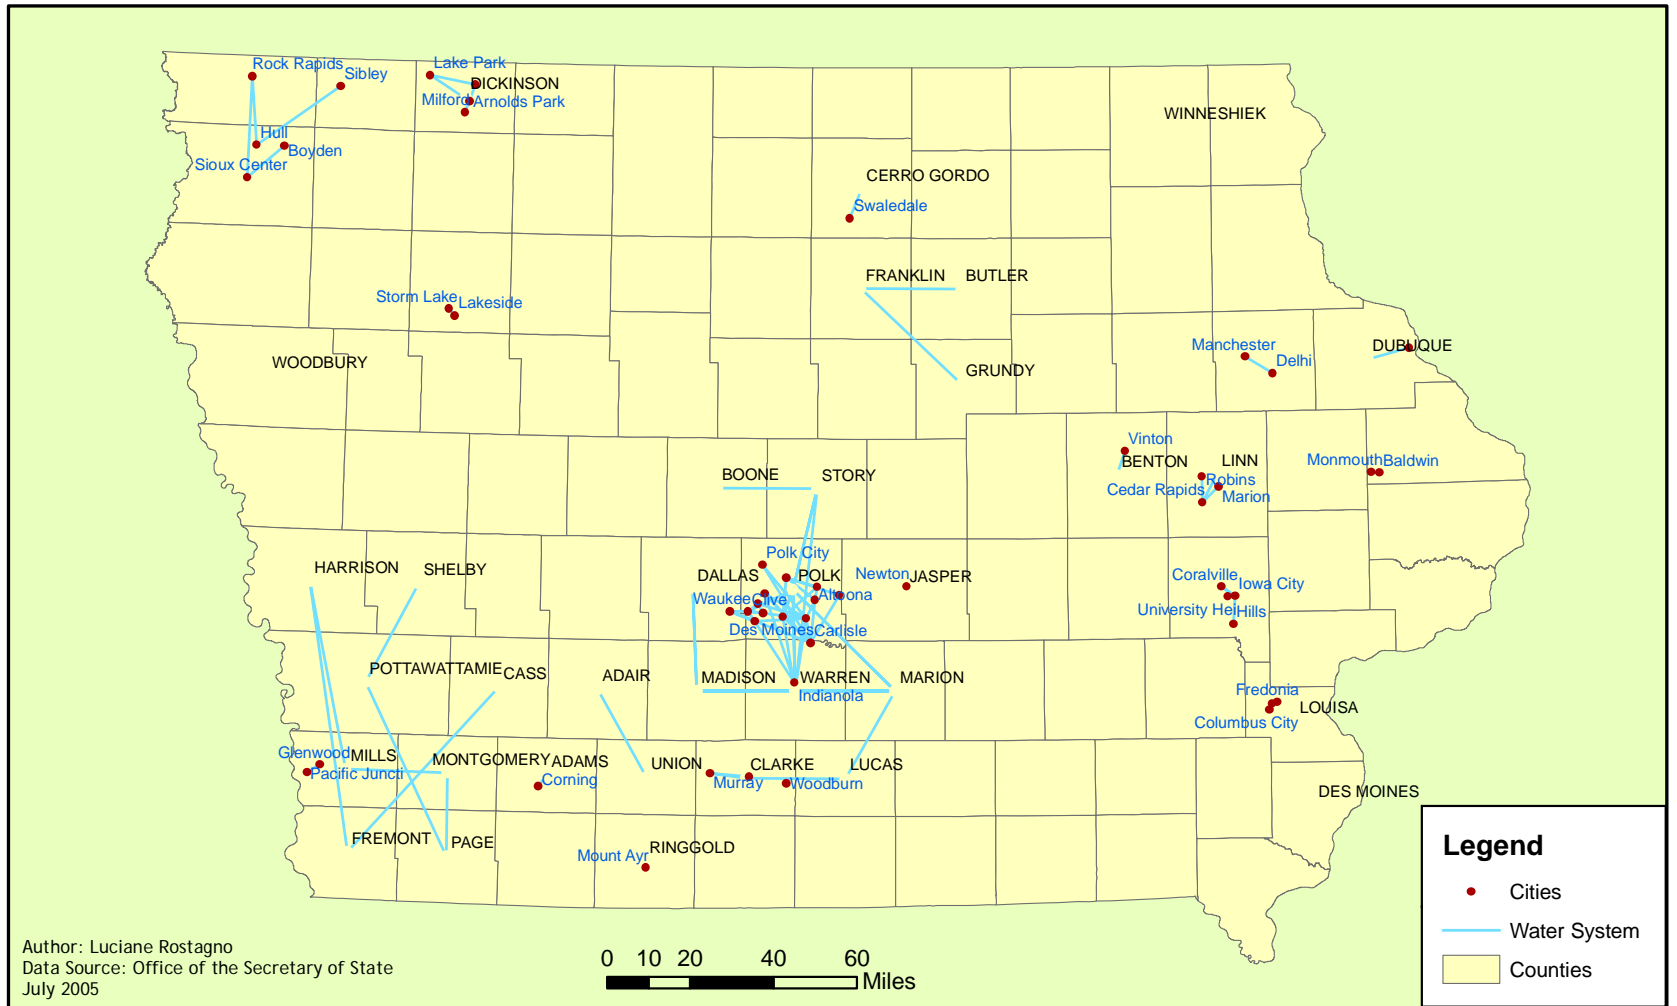 Rock Rapids
Sibley
Lake Park
DICKINSON
Milford
Arnolds Park
WINNESHIEK
Hull
Boyden
Sioux Center
CERRO GORDO
Swaledale
FRANKLIN
BUTLER
Storm Lake
Lakeside
WOODBURY
GRUNDY
Manchester
Delhi
DUBUQUE
Vinton
BENTON
LINN
Robins
Cedar Rapids
Marion
Monmouth
Baldwin
BOONE
STORY
HARRISON
SHELBY
Polk City
DALLAS
POLK
Newton
JASPER
Waukee
Clive
Altoona
Des Moines
Carlisle
Coralville
Iowa City
University Hei
Hills
POTTAWATTAMIE
CASS
ADAIR
MADISON
WARREN
MARION
Indianola
Fredonia
LOUISA
Columbus City
Glenwood
MILLS
Pacific Juncti
MONTGOMERY
ADAMS
Corning
UNION
CLARKE
LUCAS
Murray
Woodburn
DES MOINES
FREMONT
PAGE
Mount Ayr
RINGGOLD
Legend
Cities
Water System
Counties
Author: Luciane Rostagno
Data Source: Office of the Secretary of State
July 2005
0 10 20 40 60
Miles